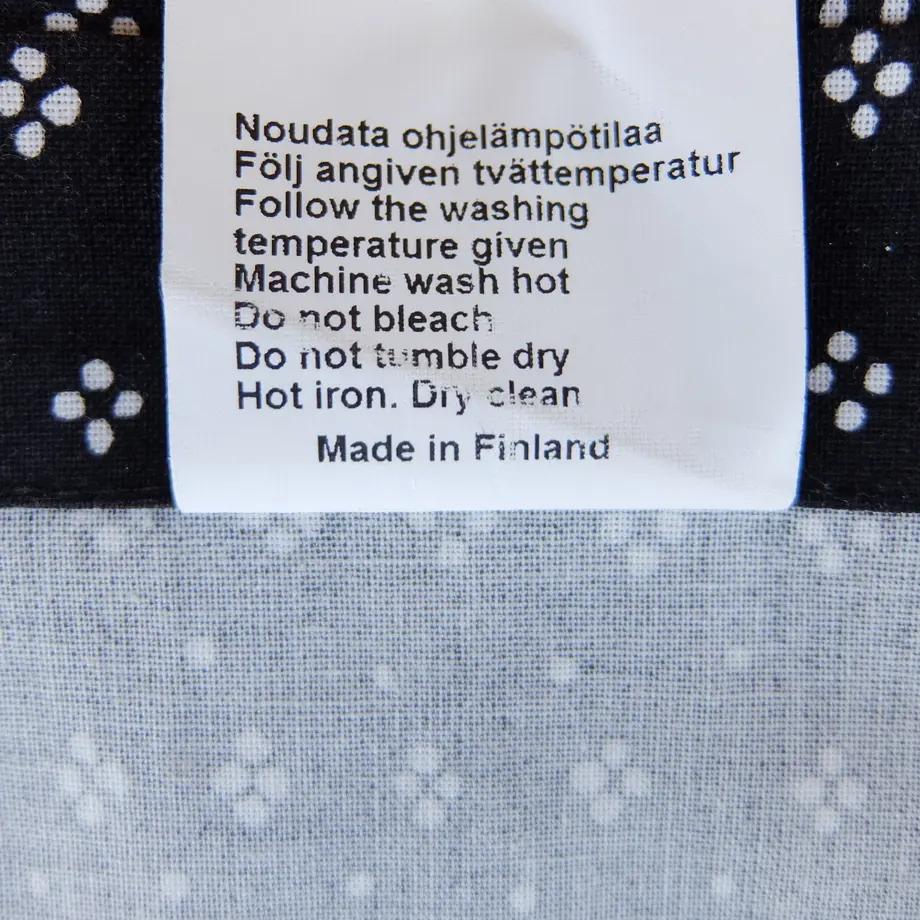 Noudata ohjelämpötilaa
Följ angiven tvättemperatur
Follow the washing
temperature given
Machine wash hot
Do not bleach
Do not tumble dry
Hot iron. Dry clean
Made in Finland